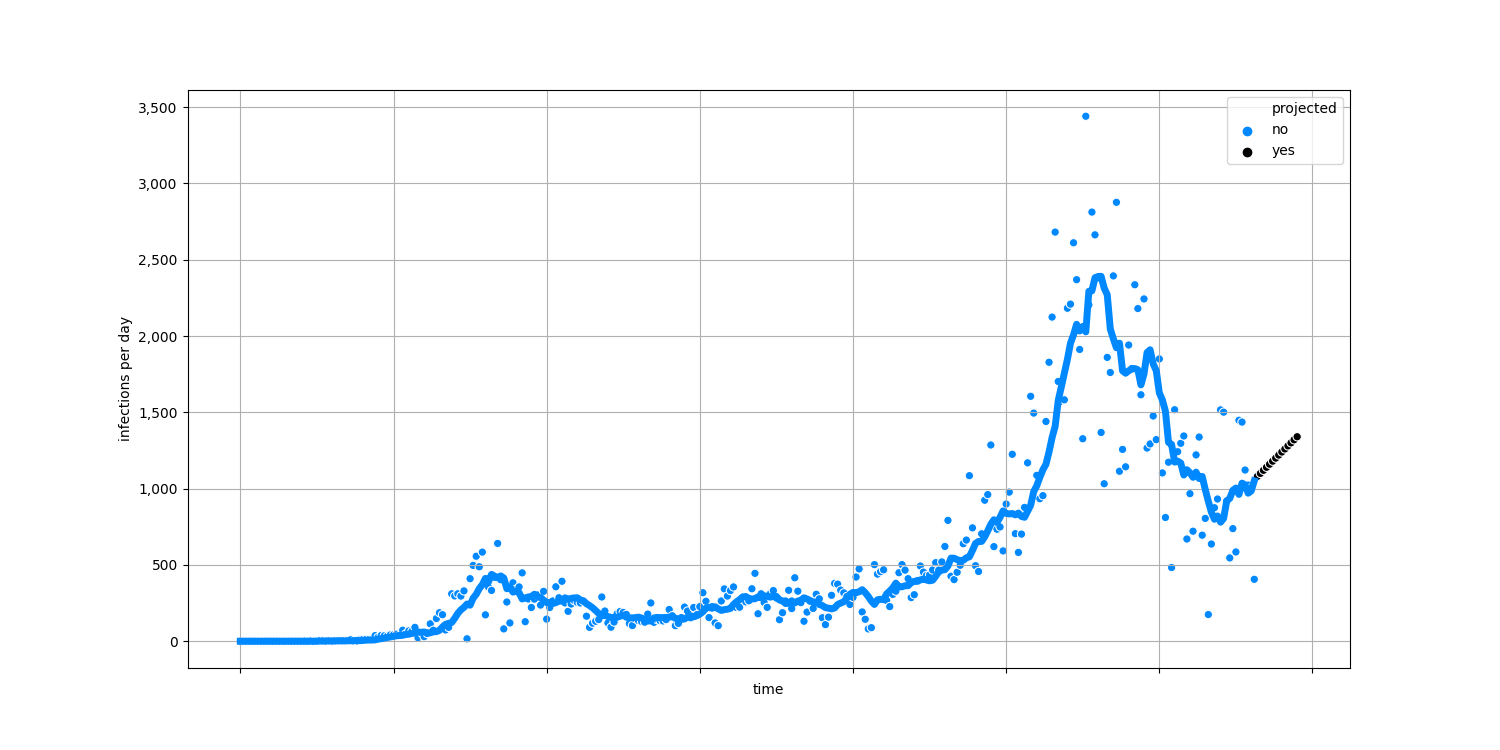 3,500
3,000
2,500
2,000
1,500
1,000
500
0
infections per day
time
projected
no
yes